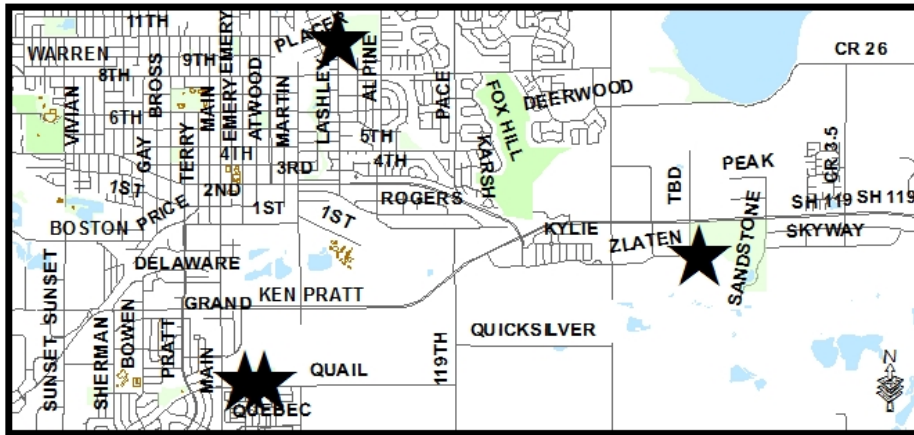 11TH
PLACER
EMERY
WARREN
9TH
CR 26
8TH
LASHLEY
ALPINE
BROSS
MAIN
EMERY
ATWOOD
MARTIN
PACE
FOX HILL
DEERWOOD
VIVIAN
6TH
5TH
GAY
TERRY
4TH
4TH
KARSH
PEAK
CR 3.5
3RD
TBD
1ST
2ND
ROGERS
SH 119
SH 119
PRICE
1ST
1ST
BOSTON
KYLIE
ZLATEN
SKYWAY
SANDSTONE
DELAWARE
SUNSET
GRAND
KEN PRATT
QUICKSILVER
SUNSET
SHERMAN
BOWEN
PRATT
MAIN
QUAIL
119TH
N
QUEBEC